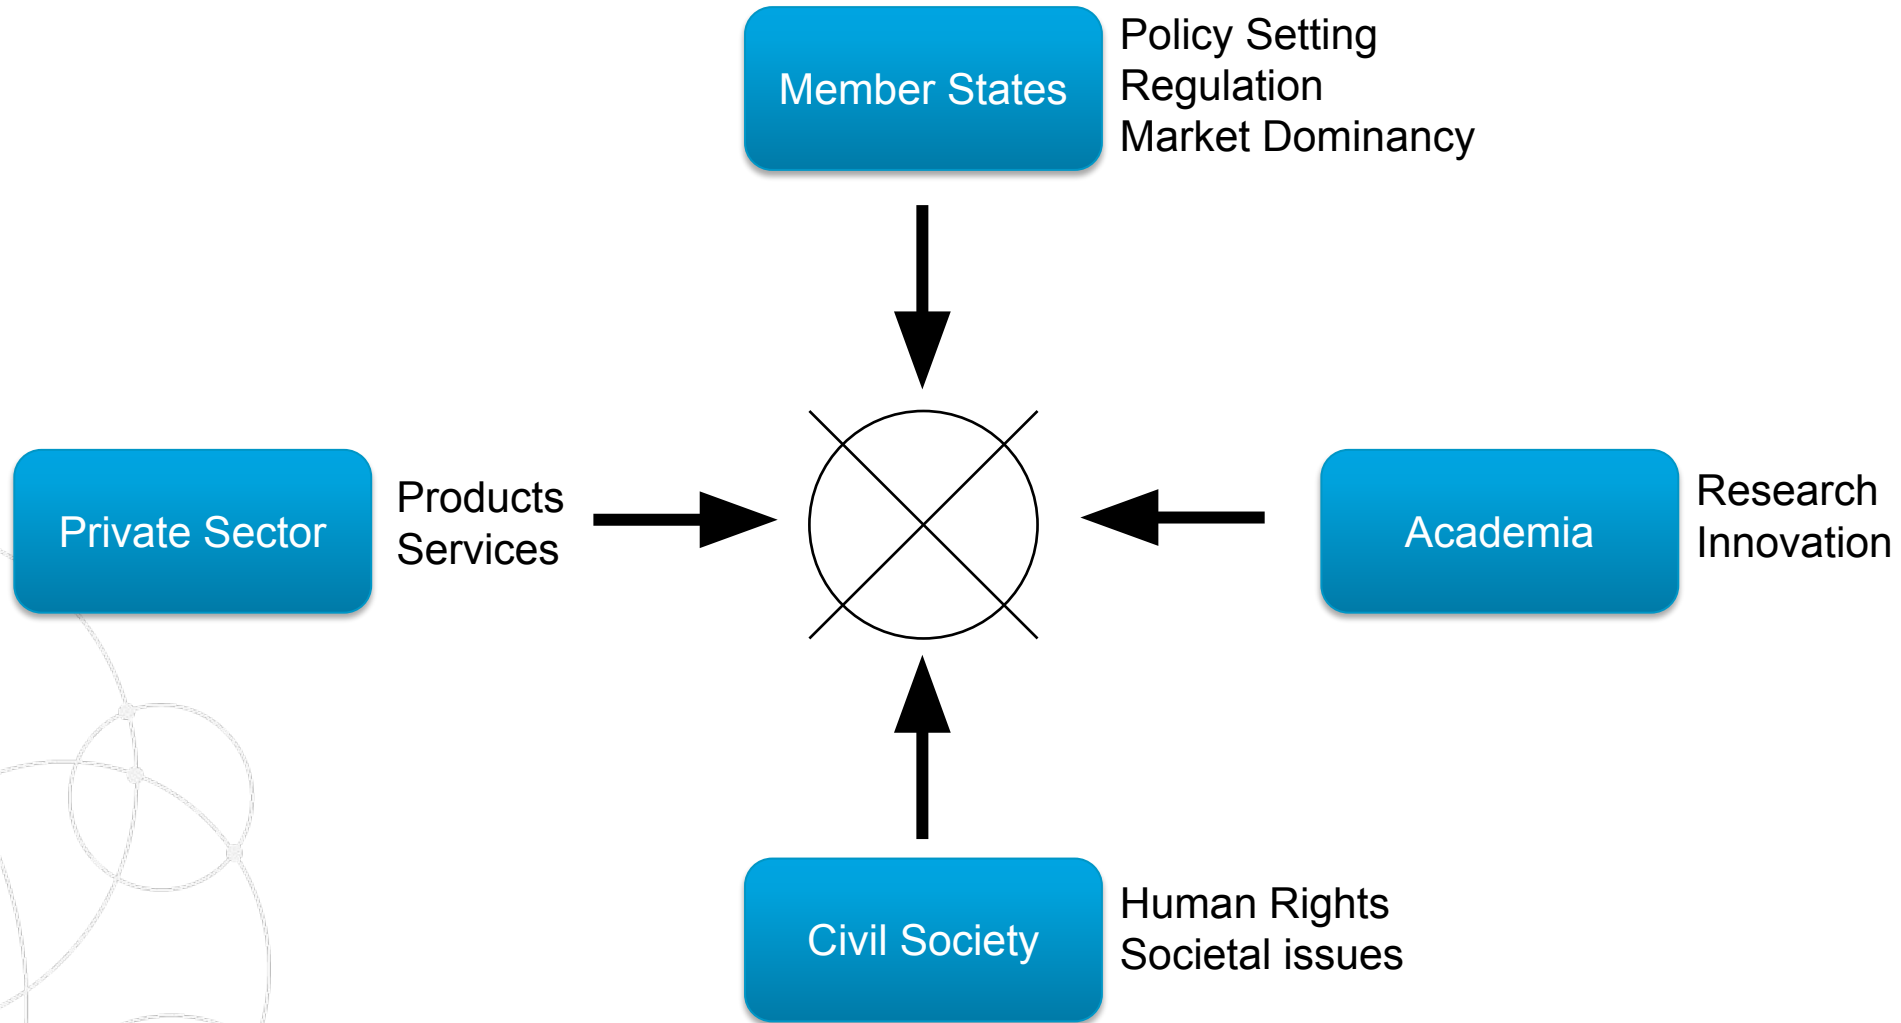 Member States
Policy Setting
Regulation
Market Dominancy
Private Sector
Products
Services
Academia
Research
Innovation
Civil Society
Human Rights
Societal issues